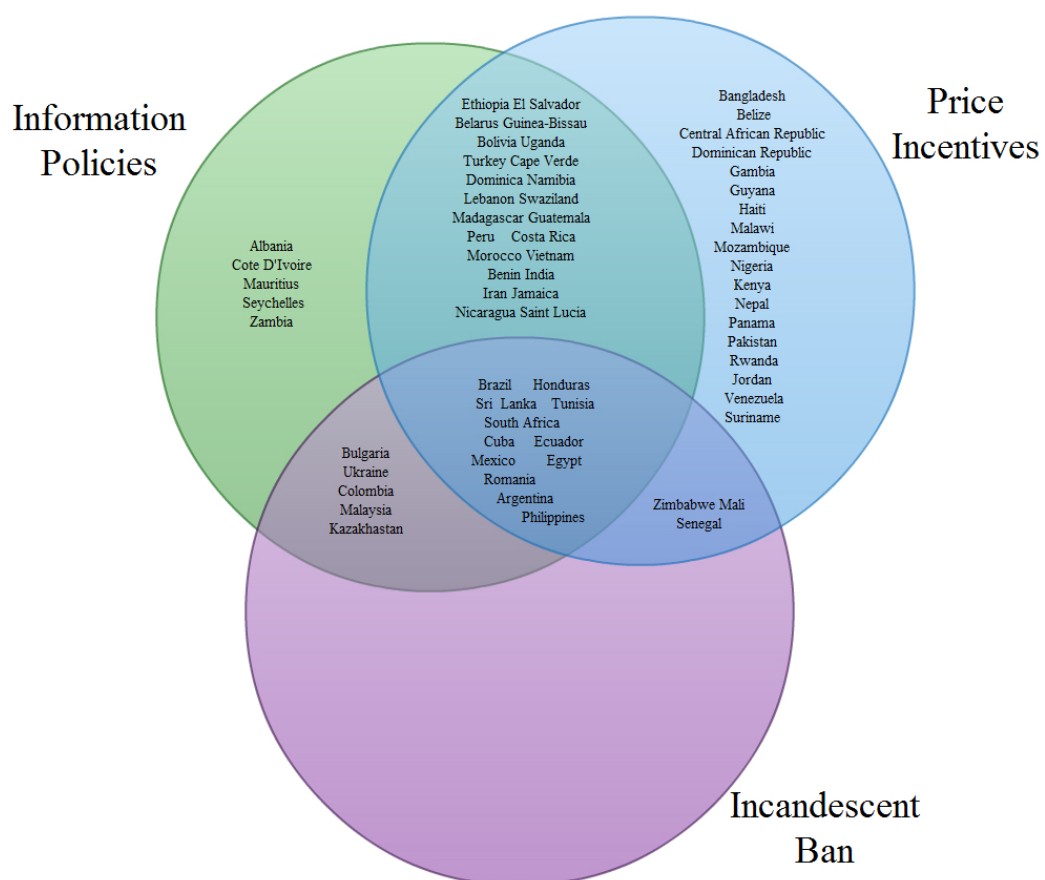 Information
Policies
Price
Incentives
Ethiopia El Salvador
Belarus Guinea-Bissau
Bolivia Uganda
Turkey Cape Verde
Dominica Namibia
Lebanon Swaziland
Madagascar Guatemala
Peru Costa Rica
Morocco Vietnam
Benin India
Iran Jamaica
Nicaragua Saint Lucia
Bangladesh
Belize
Central African Republic
Dominican Republic
Gambia
Guyana
Haiti
Malawi
Mozambique
Nigeria
Kenya
Nepal
Panama
Pakistan
Rwanda
Jordan
Venezuela
Suriname
Albania
Cote D'Ivoire
Mauritius
Seychelles
Zambia
Brazil Honduras
Sri Lanka Tunisia
South Africa
Cuba Ecuador
Mexico Egypt
Romania
Argentina
Philippines
Bulgaria
Ukraine
Colombia
Malaysia
Kazakhastan
Zimbabwe Mali
Senegal
Incandescent
Ban